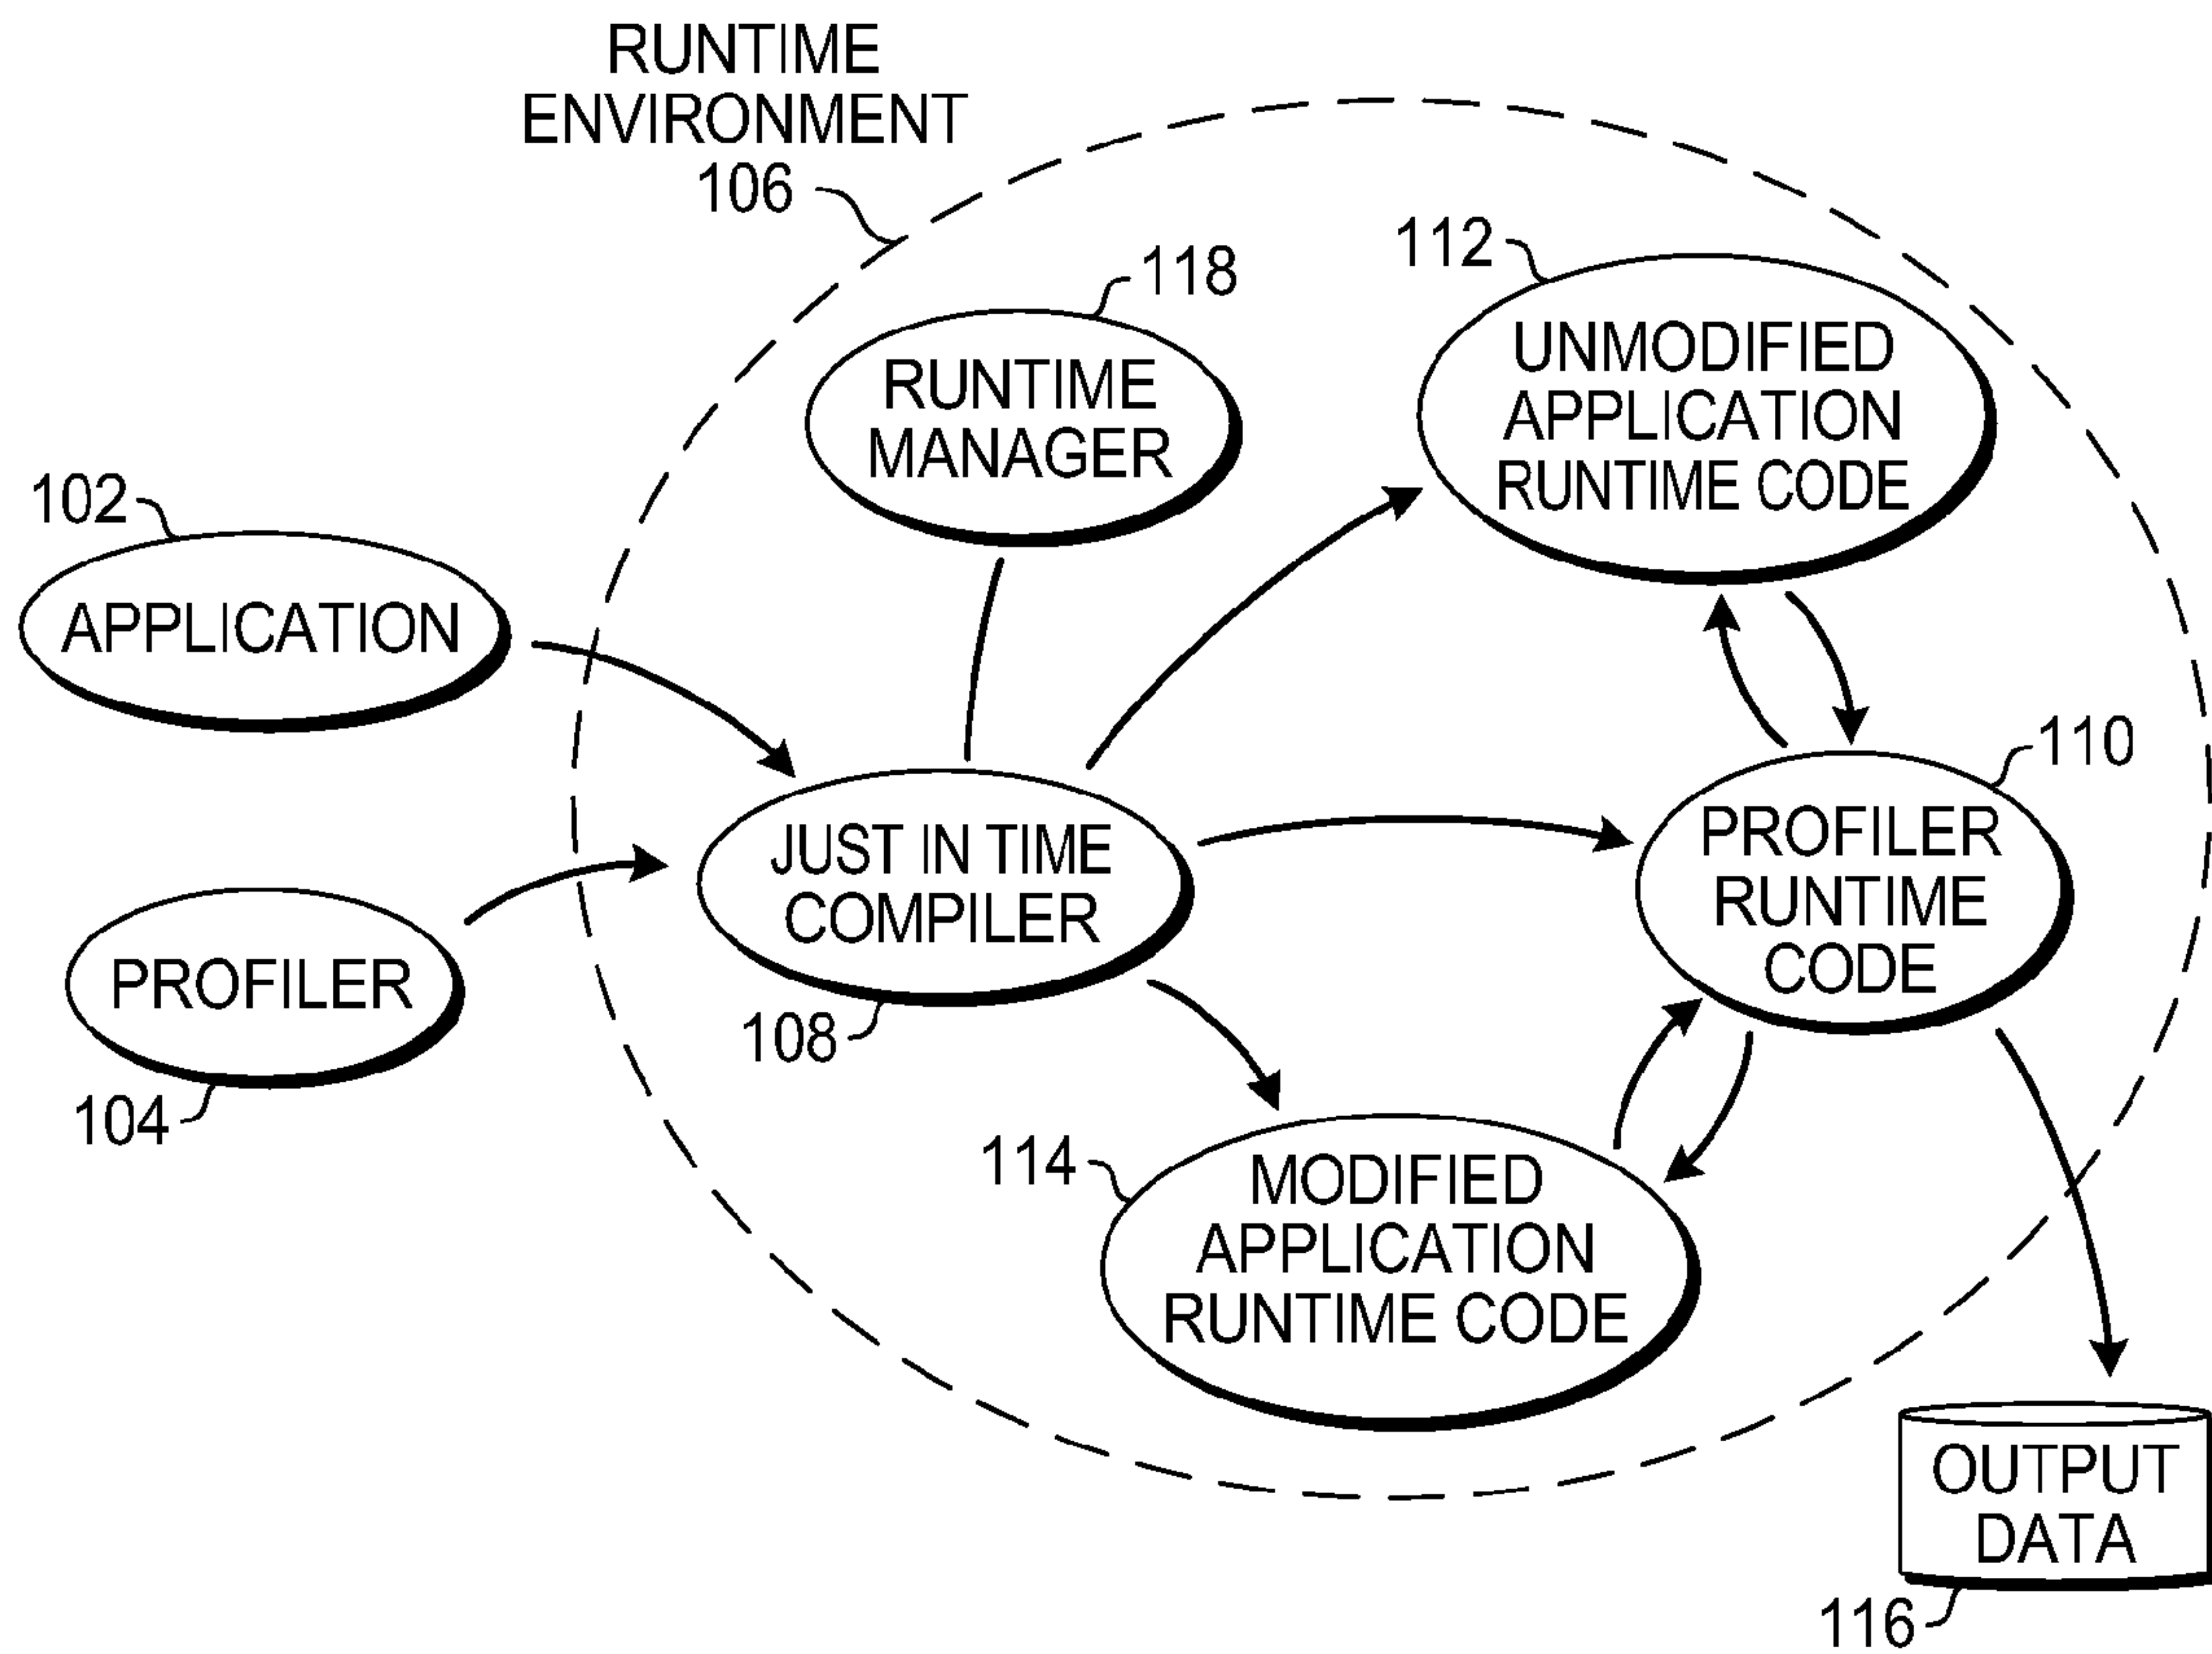 RUNTIME
ENVIRONMENT
106
118
112
RUNTIME
MANAGER
UNMODIFIED
APPLICATION
RUNTIME CODE
102
APPLICATION
110
JUST IN TIME
COMPILER
108
PROFILER
RUNTIME
CODE
PROFILER
104
114
MODIFIED
APPLICATION
RUNTIME CODE
OUTPUT
DATA
116